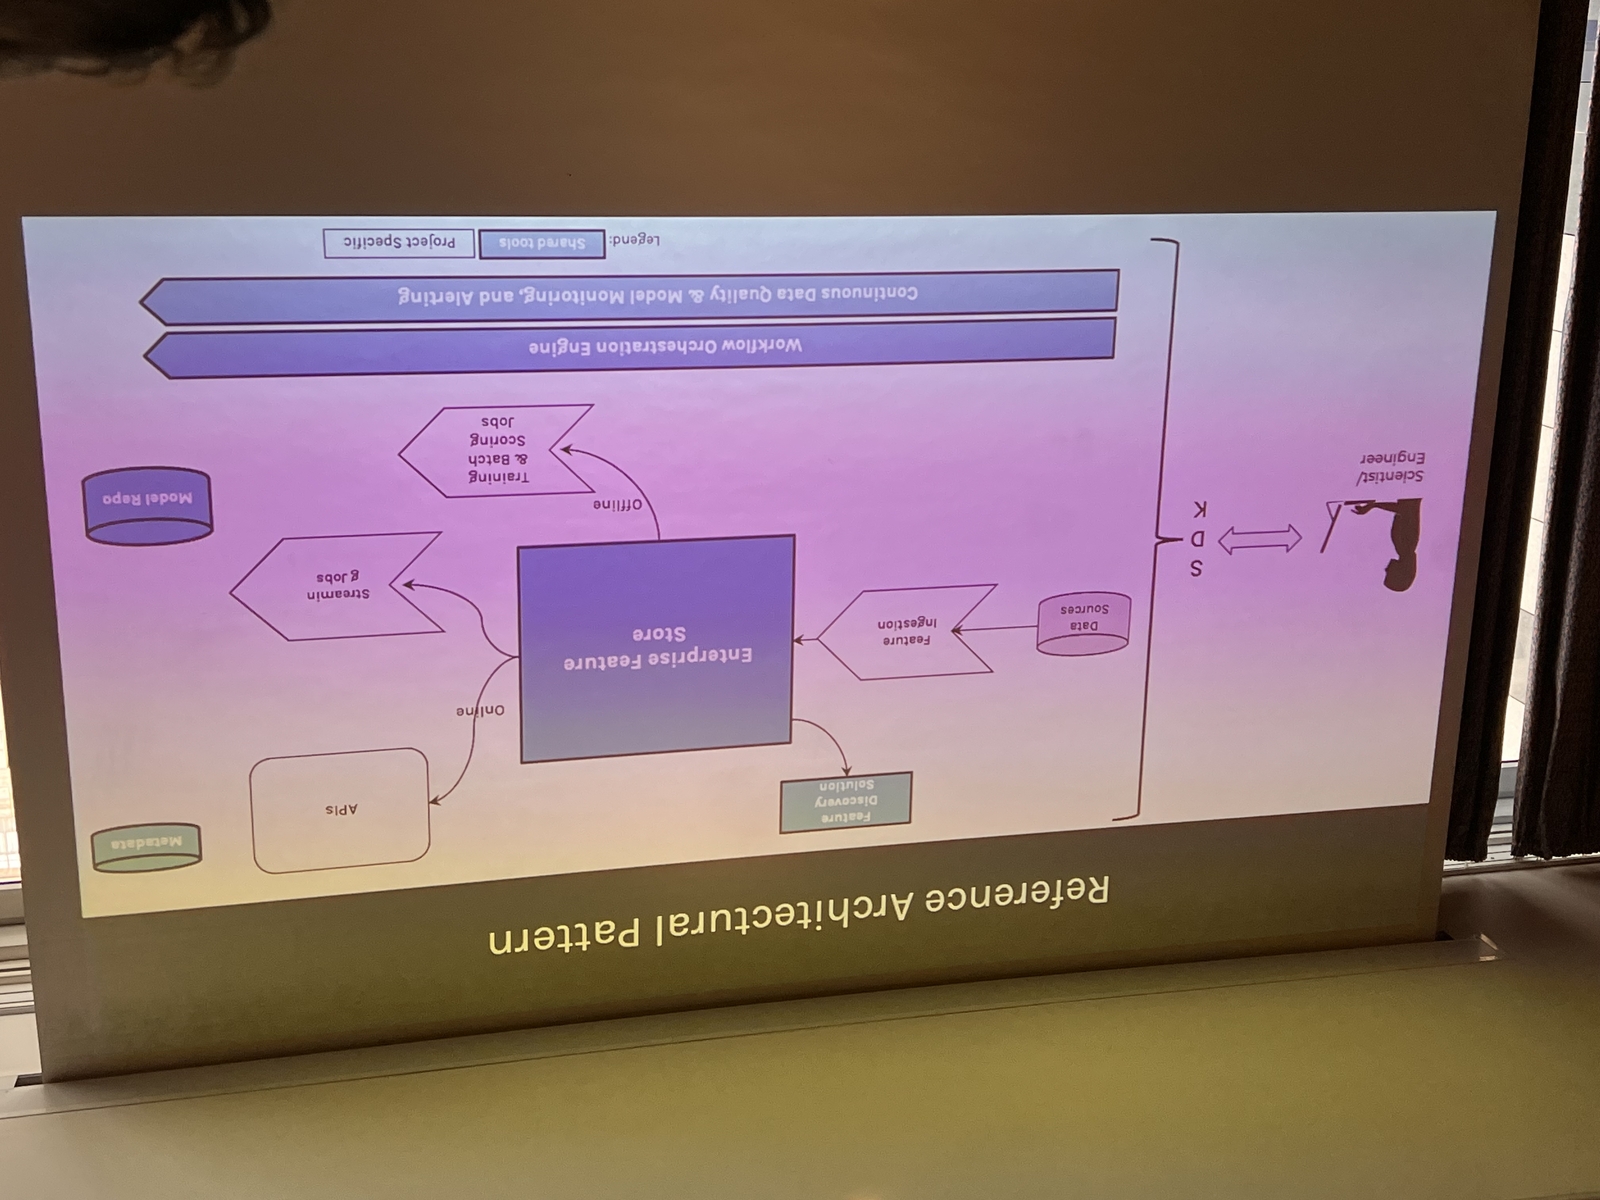 Reference Architectural Pattern
Feature
Discovery
Solution
APIs
Metadata
Online
Enterprise Feature
Store
Data
Sources
Feature
Ingestion
Streamin
g Jobs
S
D
K
Scientist/
Engineer
Offline
Training
& Batch
Scoring
Jobs
Model Repo
Workflow Orchestration Engine
Continuous Data Quality & Model Monitoring, and Alerting
Legend: Shared tools Project Specific